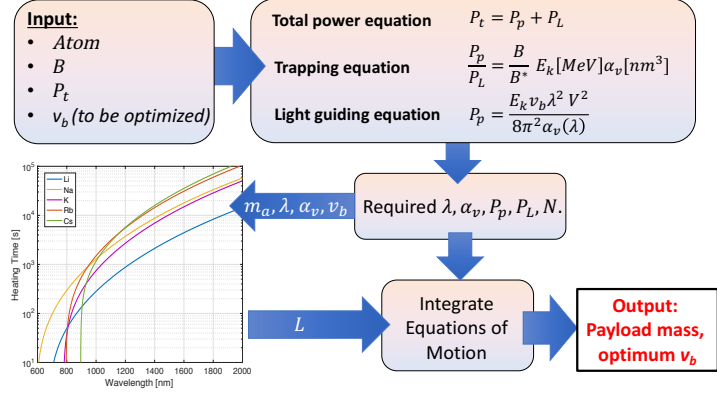 Input:
• Atom
• B
• P_t
• v_b (to be optimized)
Total power equation P_t = P_p + P_L
Trapping equation P_p/P_L = B/B* E_k[MeV]α_v[nm^3]
Light guiding equation P_p = E_k v_b λ^2 V^2 / 8π^2 α_v(λ)
Required λ, α_v, P_p, P_L, N.
m_a, λ, α_v, v_b
10^5
10^4
10^3
10^2
10^1
Heating Time [s]
Li
Na
K
Rb
Cs
600 800 1000 1200 1400 1600 1800 2000
Wavelength [nm]
L
Integrate
Equations of
Motion
Output:
Payload mass,
optimum v_b